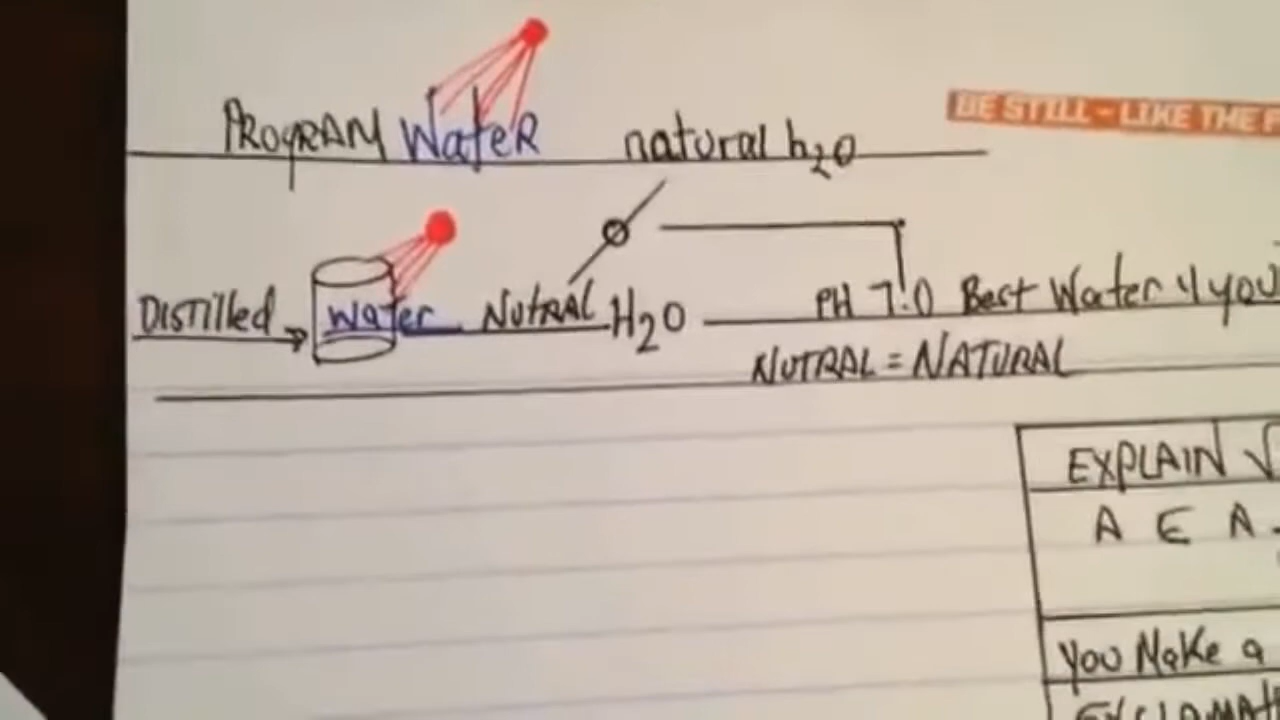 PROGRAM WateR natural h2O
BE STILL - LIKE THE
DISTilled Water NUTRAL H2O PH 7.0 Best Water 4 you
NUTRAL = NATURAL
EXPLAIN
A E A
You Make a